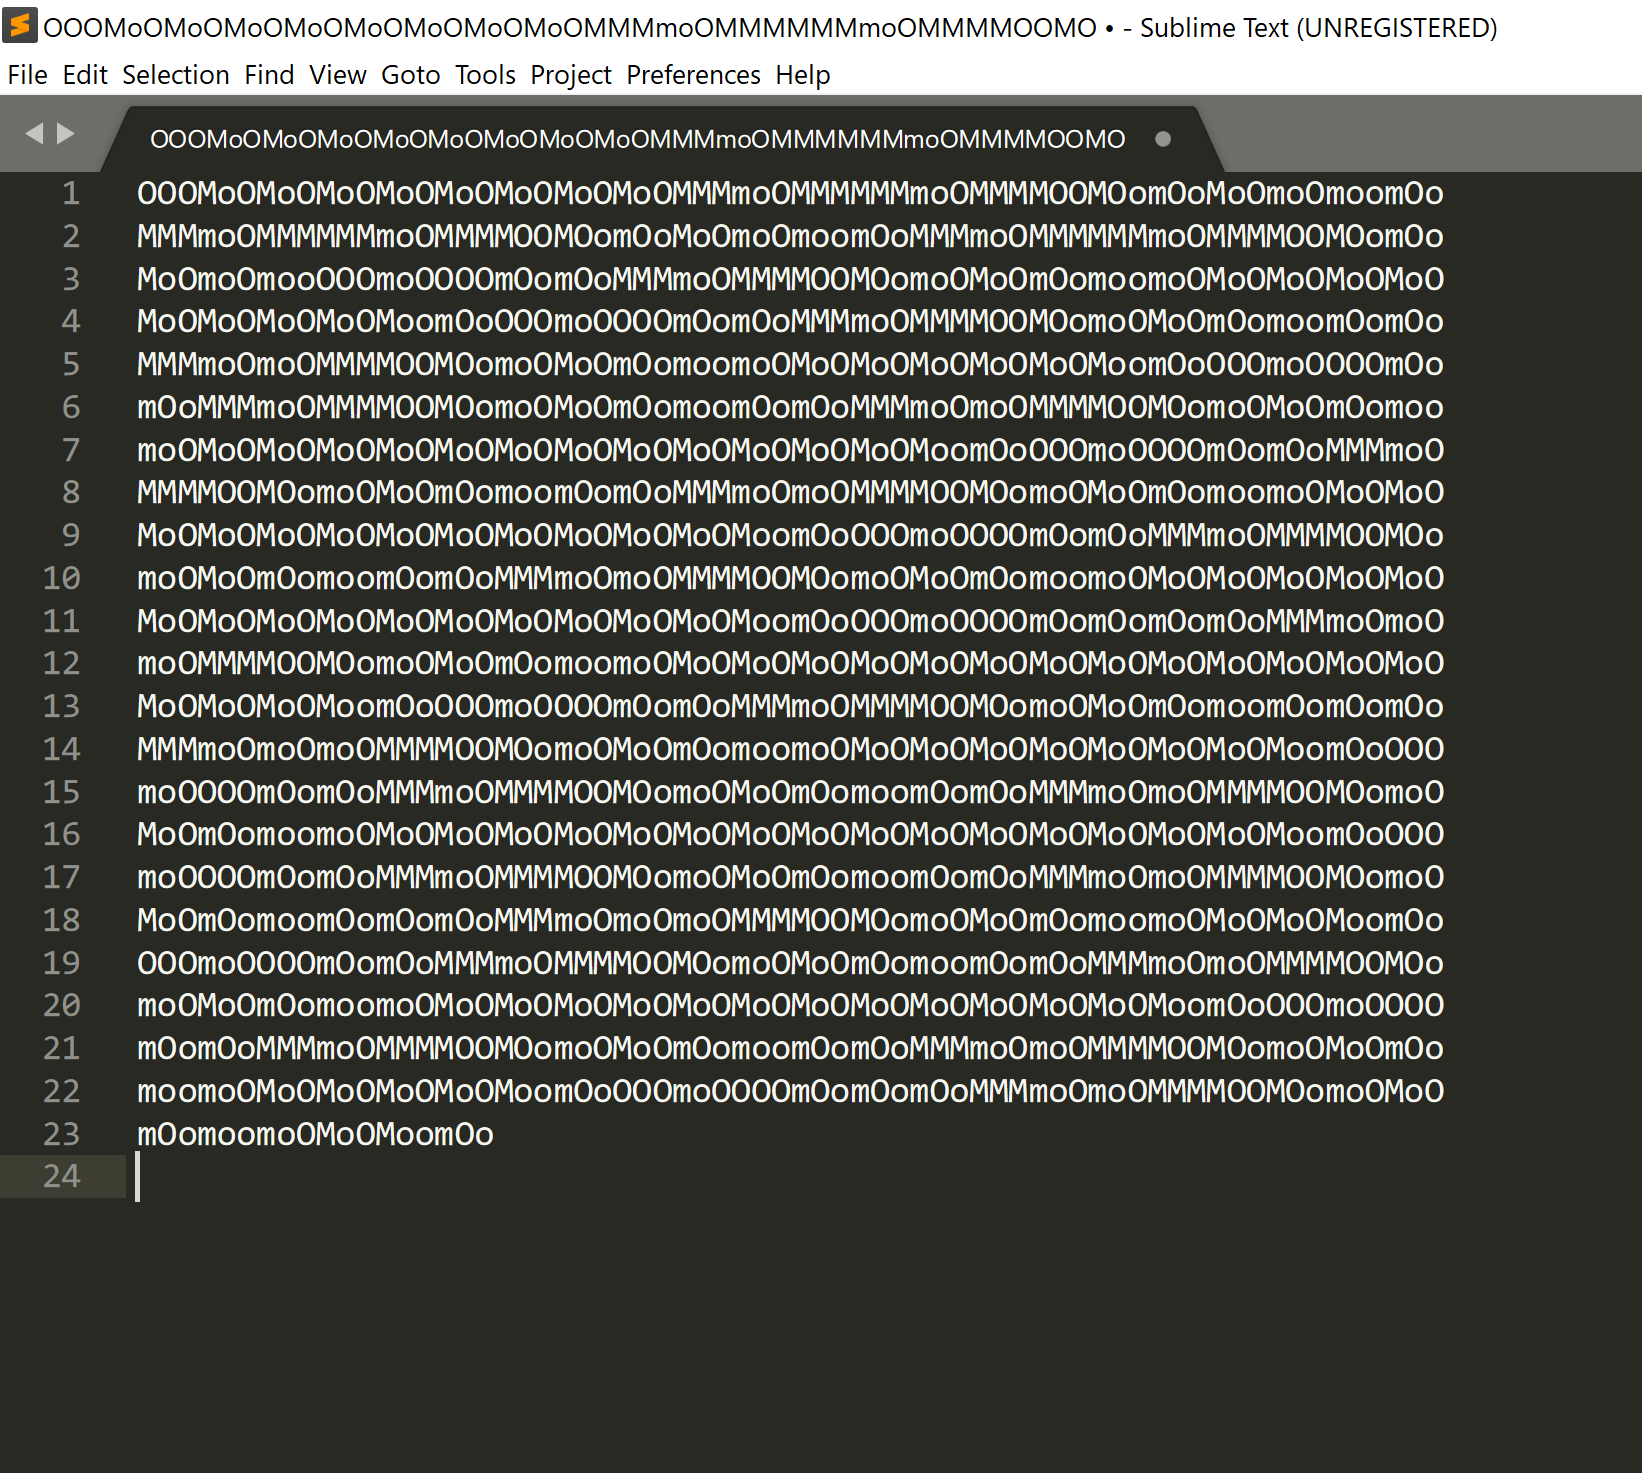 OOOMoOMoOMoOMoOMoOMoOMoOMoOMMMmoOMMMMMMmoOMMMMOOMO • - Sublime Text (UNREGISTERED)
File Edit Selection Find View Goto Tools Project Preferences Help
OOOMoOMoOMoOMoOMoOMoOMoOMoOMMMmoOMMMMMMmoOMMMMOOMO
1 OOOMoOMoOMoOMoOMoOMoOMoOMoOMMMmoOMMMMMMmoOMMMMOOMOomOoMoOmoOmoomOo
2 MMMmoOMMMMMMmoOMMMMOOMOomOoMoOmoOmoomOoMMMmoOMMMMMMmoOMMMMOOMOomOo
3 MoOmoOmooOOOmoOOOOmOomOoMMMmoOMMMMOOMOomoOMoOmOomoomoOMoOMoOMoOMoO
4 MoOMoOMoOMoOMoomOoOOOmoOOOOmOomOoMMMmoOMMMMOOMOomoOMoOmOomoomOomOo
5 MMMmoOmoOMMMMOOMOomoOMoOmOomoomoOMoOMoOMoOMoOMoOMoomOoOOOmoOOOOmOo
6 mOoMMMmoOMMMMOOMOomoOMoOmOomoomOomOoMMMmoOmoOMMMMOOMOomoOMoOmOomoo
7 moOMoOMoOMoOMoOMoOMoOMoOMoOMoOMoOMoOMoOMoomOoOOOmoOOOOmOomOoMMMmoO
8 MMMMOOMOomoOMoOmOomoomOomOoMMMmoOmoOMMMMOOMOomoOMoOmOomoomoOMoOMoO
9 MoOMoOMoOMoOMoOMoOMoOMoOMoOMoOMoomOoOOOmoOOOOmOomOoMMMmoOMMMMOOMOo
10 moOMoOmOomoomOomOoMMMmoOmoOMMMMOOMOomoOMoOmOomoomoOMoOMoOMoOMoOMoO
11 MoOMoOMoOMoOMoOMoOMoOMoOMoOMoOMoomOoOOOmoOOOOmOomOomOomOoMMMmoOmoO
12 moOMMMMOOMOomoOMoOmOomoomoOMoOMoOMoOMoOMoOMoOMoOMoOMoOMoOMoOMoOMoO
13 MoOMoOMoOMoomOoOOOmoOOOOmOomOoMMMmoOMMMMOOMOomoOMoOmOomoomOomOomOo
14 MMMmoOmoOmoOMMMMOOMOomoOMoOmOomoomoOMoOMoOMoOMoOMoOMoOMoOMoomOoOOO
15 moOOOOmOomOoMMMmoOMMMMOOMOomoOMoOmOomoomOomOoMMMmoOmoOMMMMOOMOomoO
16 MoOmOomoomoOMoOMoOMoOMoOMoOMoOMoOMoOMoOMoOMoOMoOMoOMoOMoOMoomOoOOO
17 moOOOOmOomOoMMMmoOMMMMOOMOomoOMoOmOomoomOomOoMMMmoOmoOMMMMOOMOomoO
18 MoOmOomoomOomOomOoMMMmoOmoOmoOMMMMOOMOomoOMoOmOomoomoOMoOMoOMoomOo
19 OOOmoOOOOmOomOoMMMmoOMMMMOOMOomoOMoOmOomoomOomOoMMMmoOmoOMMMMOOMOo
20 moOMoOmOomoomoOMoOMoOMoOMoOMoOMoOMoOMoOMoOMoOMoOMoOMoomOoOOOmoOOOO
21 mOomOoMMMmoOMMMMOOMOomoOMoOmOomoomOomOoMMMmoOmoOMMMMOOMOomoOMoOmOo
22 moomoOMoOMoOMoOMoOMoomOoOOOmoOOOOmOomOomOoMMMmoOmoOMMMMOOMOomoOMoO
23 mOomoomoOMoOMoomOo
24